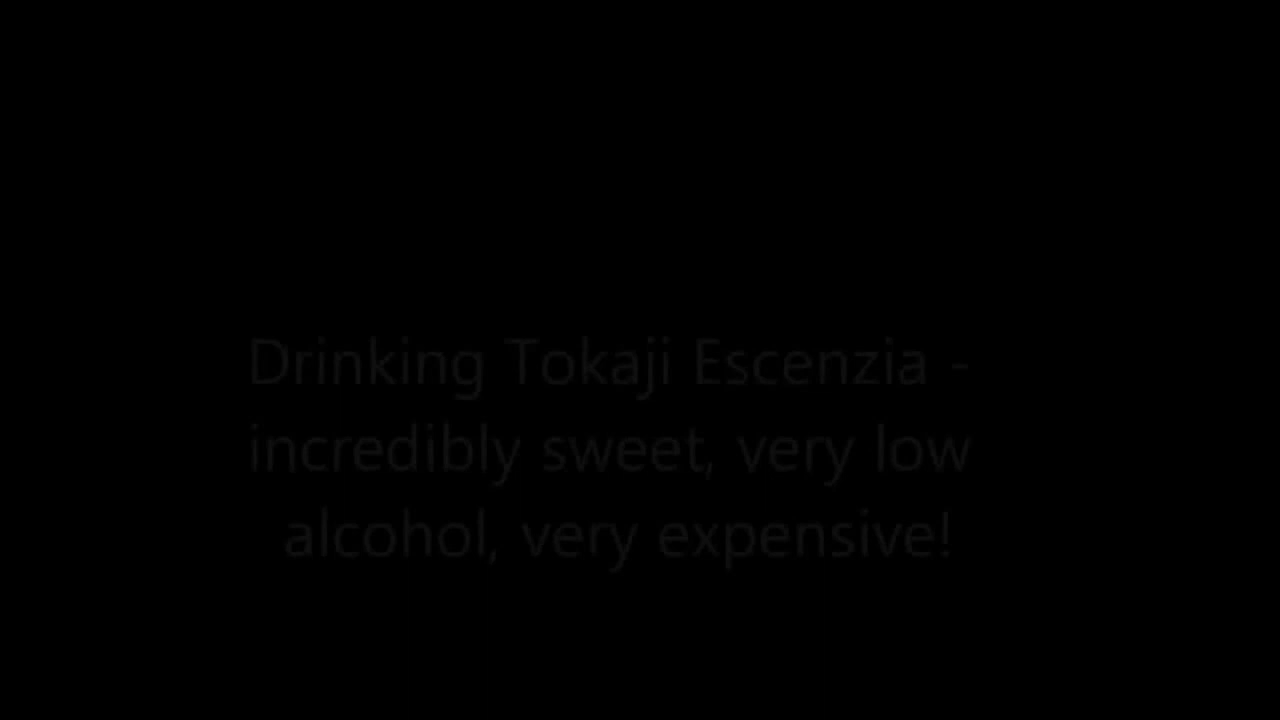 Drinking Tokaji Escenzia -
incredibly sweet, very low
alcohol, very expensive!